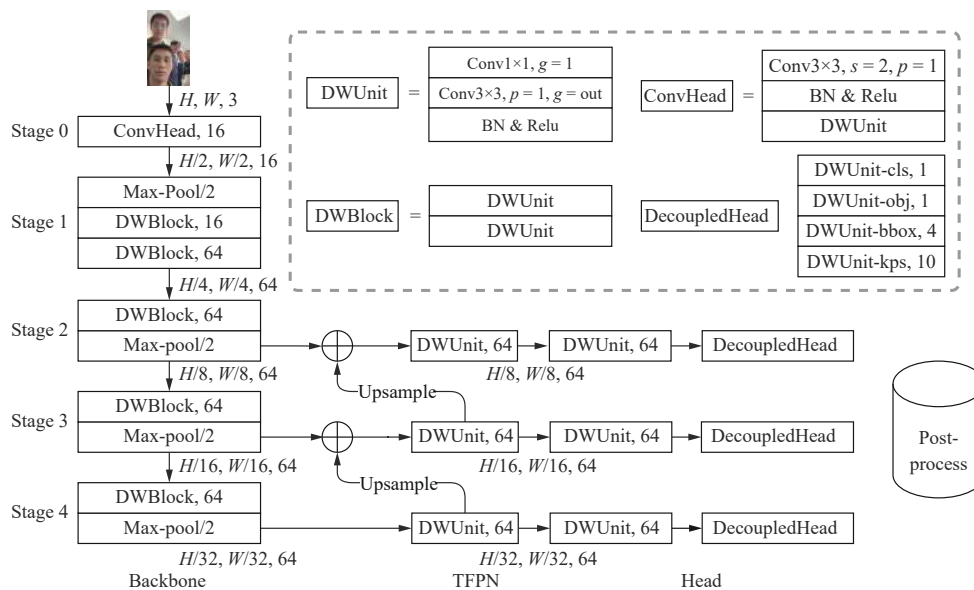 H, W, 3
Stage 0
ConvHead, 16
H/2, W/2, 16
Stage 1
Max-Pool/2
DWBlock, 16
DWBlock, 64
H/4, W/4, 64
Stage 2
DWBlock, 64
Max-pool/2
H/8, W/8, 64
Stage 3
DWBlock, 64
Max-pool/2
H/16, W/16, 64
Stage 4
DWBlock, 64
Max-pool/2
H/32, W/32, 64
Backbone
DWUnit =
Conv1×1, g = 1
Conv3×3, p = 1, g = out
BN & Relu
ConvHead =
Conv3×3, s = 2, p = 1
BN & Relu
DWUnit
DWBlock =
DWUnit
DWUnit
DecoupledHead
DWUnit-cls, 1
DWUnit-obj, 1
DWUnit-bbox, 4
DWUnit-kps, 10
DWUnit, 64
DWUnit, 64
DecoupledHead
H/8, W/8, 64
Upsample
DWUnit, 64
DWUnit, 64
DecoupledHead
H/16, W/16, 64
Upsample
DWUnit, 64
DWUnit, 64
DecoupledHead
H/32, W/32, 64
TFPN
Head
Post-
process